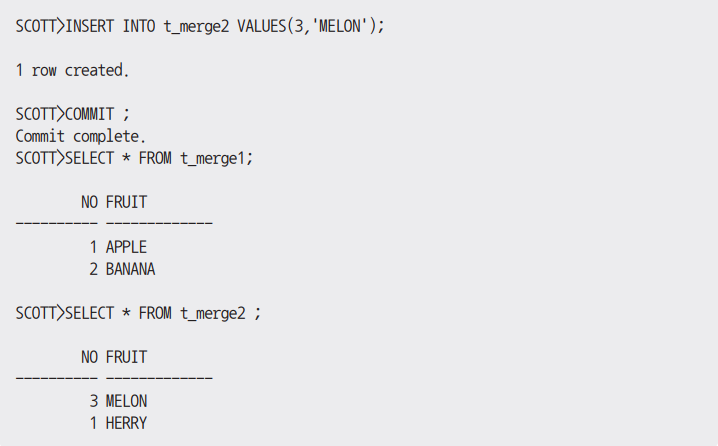 SCOTT>INSERT INTO t_merge2 VALUES(3,'MELON');
1 row created.
SCOTT>COMMIT ;
Commit complete.
SCOTT>SELECT * FROM t_merge1;
NO FRUIT
---------- -------------
1 APPLE
2 BANANA
SCOTT>SELECT * FROM t_merge2 ;
NO FRUIT
---------- -------------
3 MELON
1 HERRY